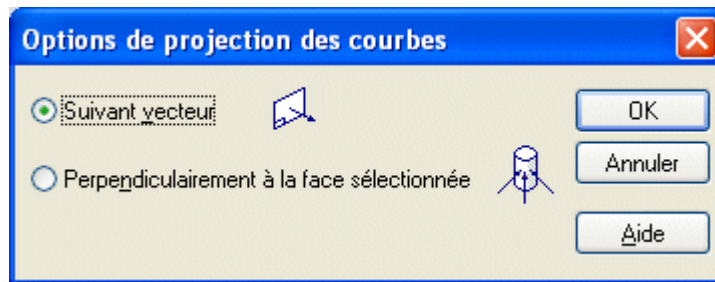 Options de projection des courbes
Suivant vecteur
OK
Perpendiculairement à la face sélectionnée
Annuler
Aide